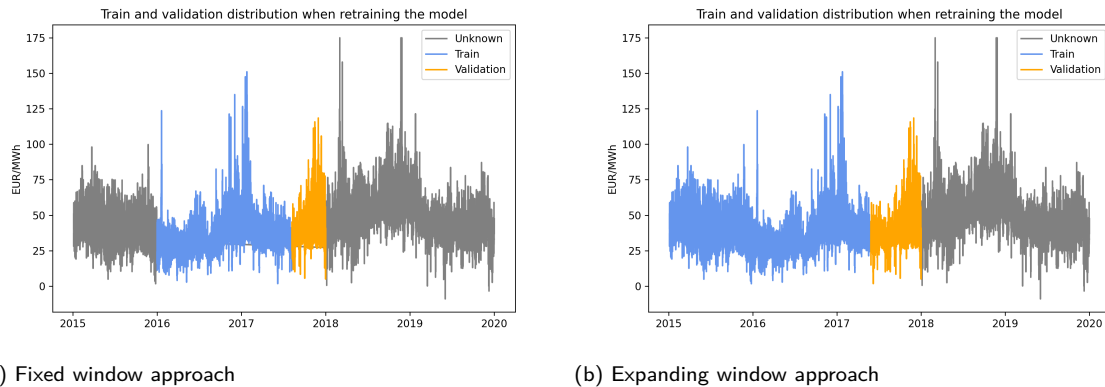 Train and validation distribution when retraining the model
175
150
125
100
75
50
25
0
EUR/MWh
Unknown
Train
Validation
2015 2016 2017 2018 2019 2020
) Fixed window approach
Train and validation distribution when retraining the model
175
150
125
100
75
50
25
0
EUR/MWh
Unknown
Train
Validation
2015 2016 2017 2018 2019 2020
(b) Expanding window approach